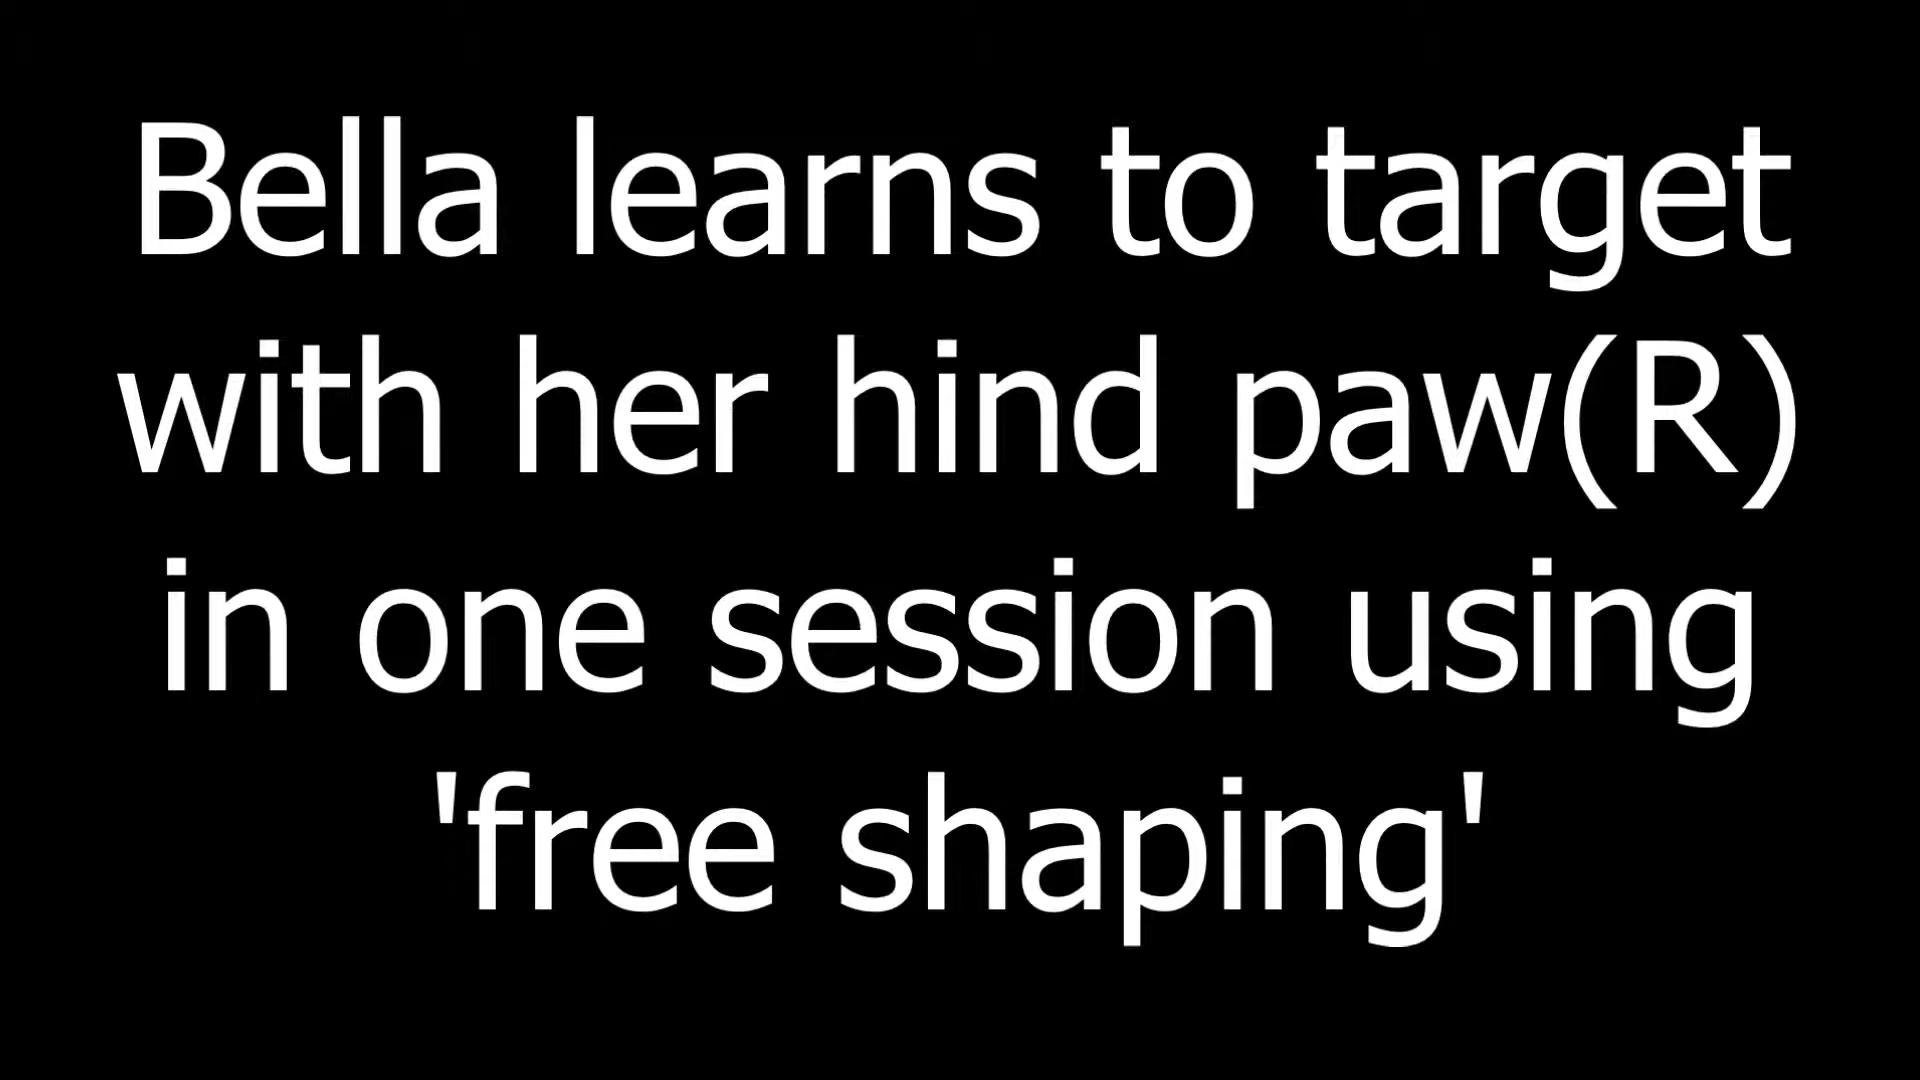 Bella learns to target
with her hind paw(R)
in one session using
'free shaping'